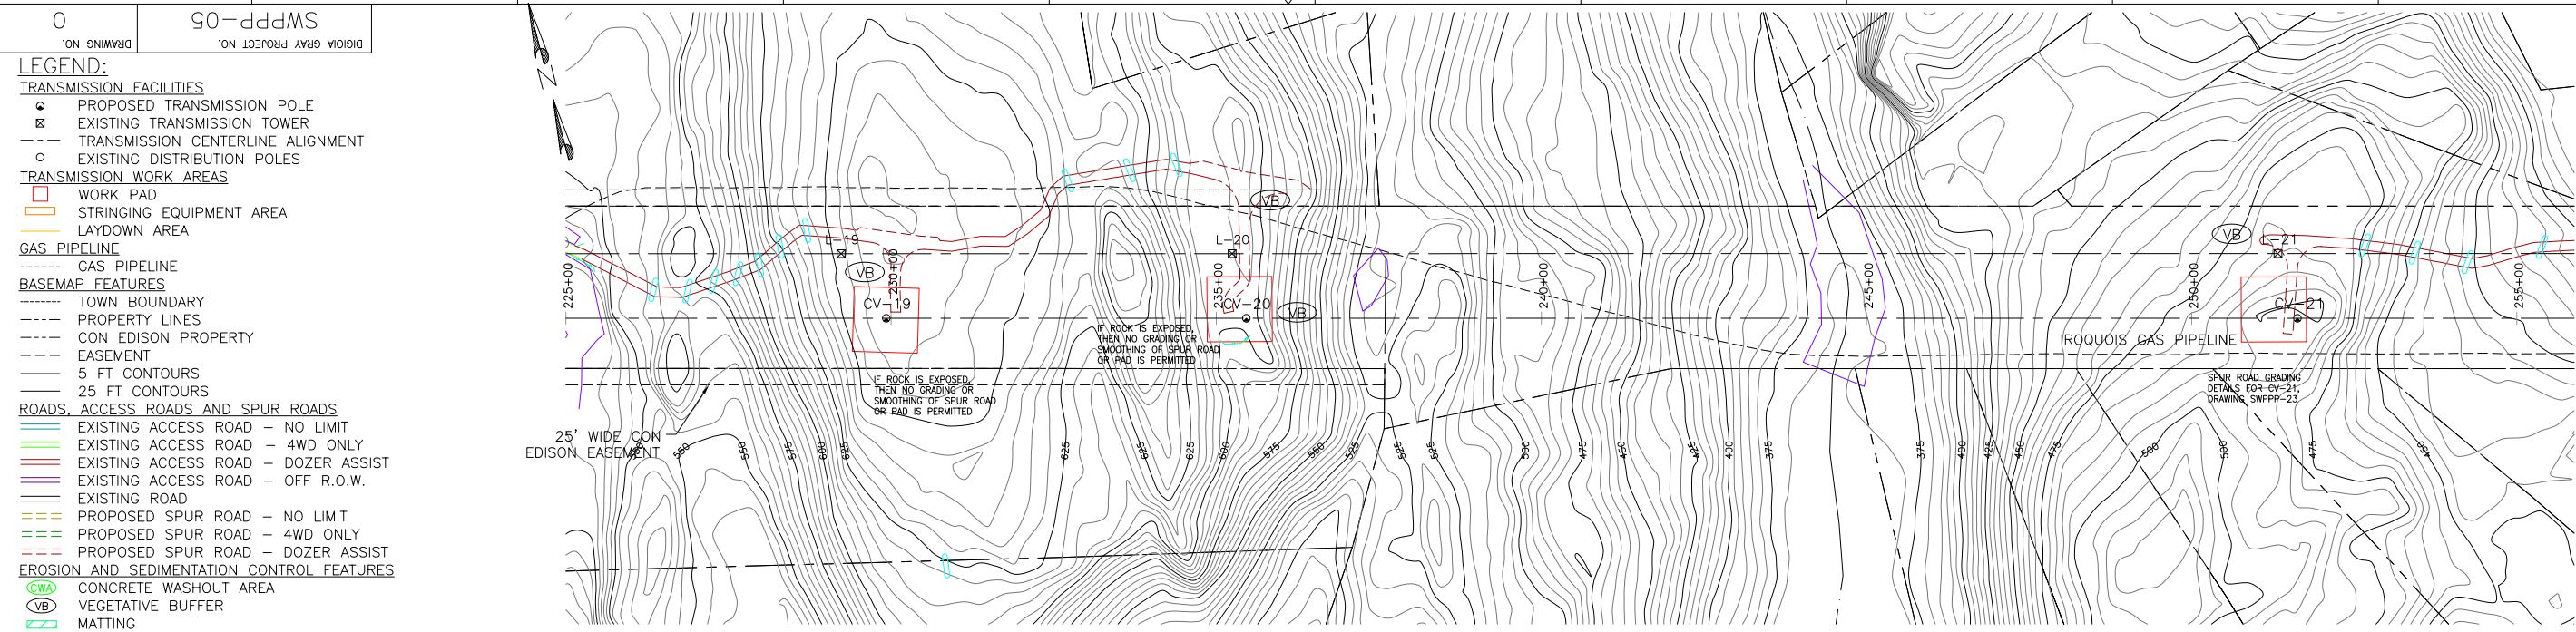 DRAWING NO.
0
DIGIOIA GRAY PROJECT NO.
SWPPP-05
LEGEND:
TRANSMISSION FACILITIES
PROPOSED TRANSMISSION POLE
EXISTING TRANSMISSION TOWER
TRANSMISSION CENTERLINE ALIGNMENT
EXISTING DISTRIBUTION POLES
TRANSMISSION WORK AREAS
WORK PAD
STRINGING EQUIPMENT AREA
LAYDOWN AREA
GAS PIPELINE
GAS PIPELINE
BASEMAP FEATURES
TOWN BOUNDARY
PROPERTY LINES
CON EDISON PROPERTY
EASEMENT
5 FT CONTOURS
25 FT CONTOURS
ROADS, ACCESS ROADS AND SPUR ROADS
EXISTING ACCESS ROAD - NO LIMIT
EXISTING ACCESS ROAD - 4WD ONLY
EXISTING ACCESS ROAD - DOZER ASSIST
EXISTING ACCESS ROAD - OFF R.O.W.
EXISTING ROAD
PROPOSED SPUR ROAD - NO LIMIT
PROPOSED SPUR ROAD - 4WD ONLY
PROPOSED SPUR ROAD - DOZER ASSIST
EROSION AND SEDIMENTATION CONTROL FEATURES
CWA CONCRETE WASHOUT AREA
VB VEGETATIVE BUFFER
MATTING
N
225+00
L-19
VB
230+00
CV-19
IF ROCK IS EXPOSED,
THEN NO GRADING OR
SMOOTHING OF SPUR ROAD
OR PAD IS PERMITTED
25' WIDE CON
EDISON EASEMENT
L-20
VB
235+00
CV-20
VB
IF ROCK IS EXPOSED,
THEN NO GRADING OR
SMOOTHING OF SPUR ROAD
OR PAD IS PERMITTED
240+00
245+00
IROQUOIS GAS PIPELINE
VB
L-21
250+00
CV-21
SPUR ROAD GRADING
DETAILS FOR CV-21,
DRAWING SWPPP-23
255+00
550
550
575
600
625
625
625
625
600
575
550
525
525
525
500
475
450
425
400
375
375
400
425
450
475
500
500
475
450